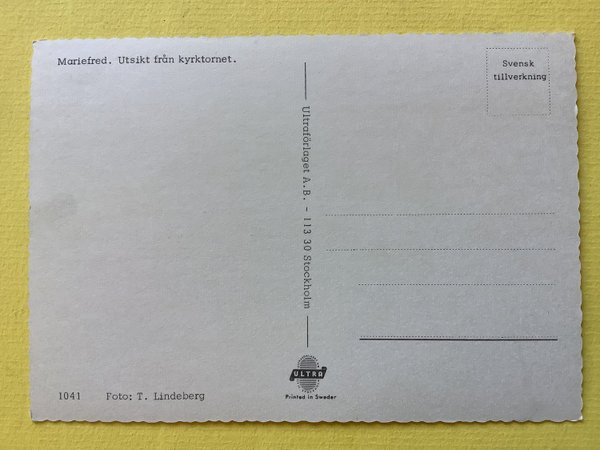 Mariefred. Utsikt från kyrktornet.
Svensk
tillverkning
Ultraförlaget A.B. - 113 30 Stockholm
ULTRA
Printed in Sweden
1041 Foto: T. Lindeberg